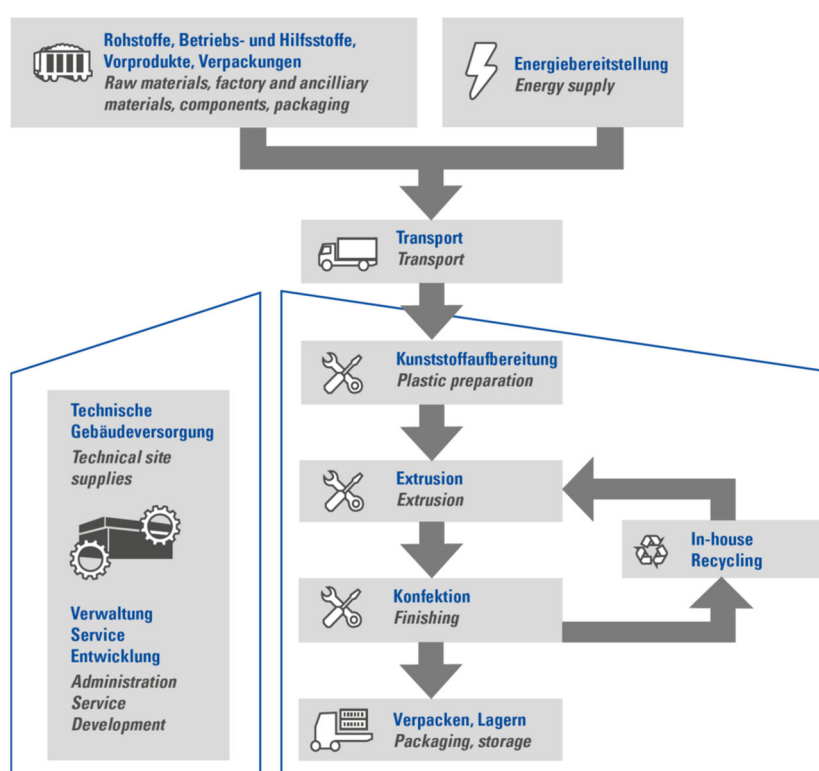 Rohstoffe, Betriebs- und Hilfsstoffe,
Vorprodukte, Verpackungen
Raw materials, factory and ancilliary
materials, components, packaging
Energiebereitstellung
Energy supply
Transport
Transport
Kunststoffaufbereitung
Plastic preparation
Technische
Gebäudeversorgung
Technical site
supplies
Extrusion
Extrusion
In-house
Recycling
Konfektion
Finishing
Verwaltung
Service
Entwicklung
Administration
Service
Development
Verpacken, Lagern
Packaging, storage